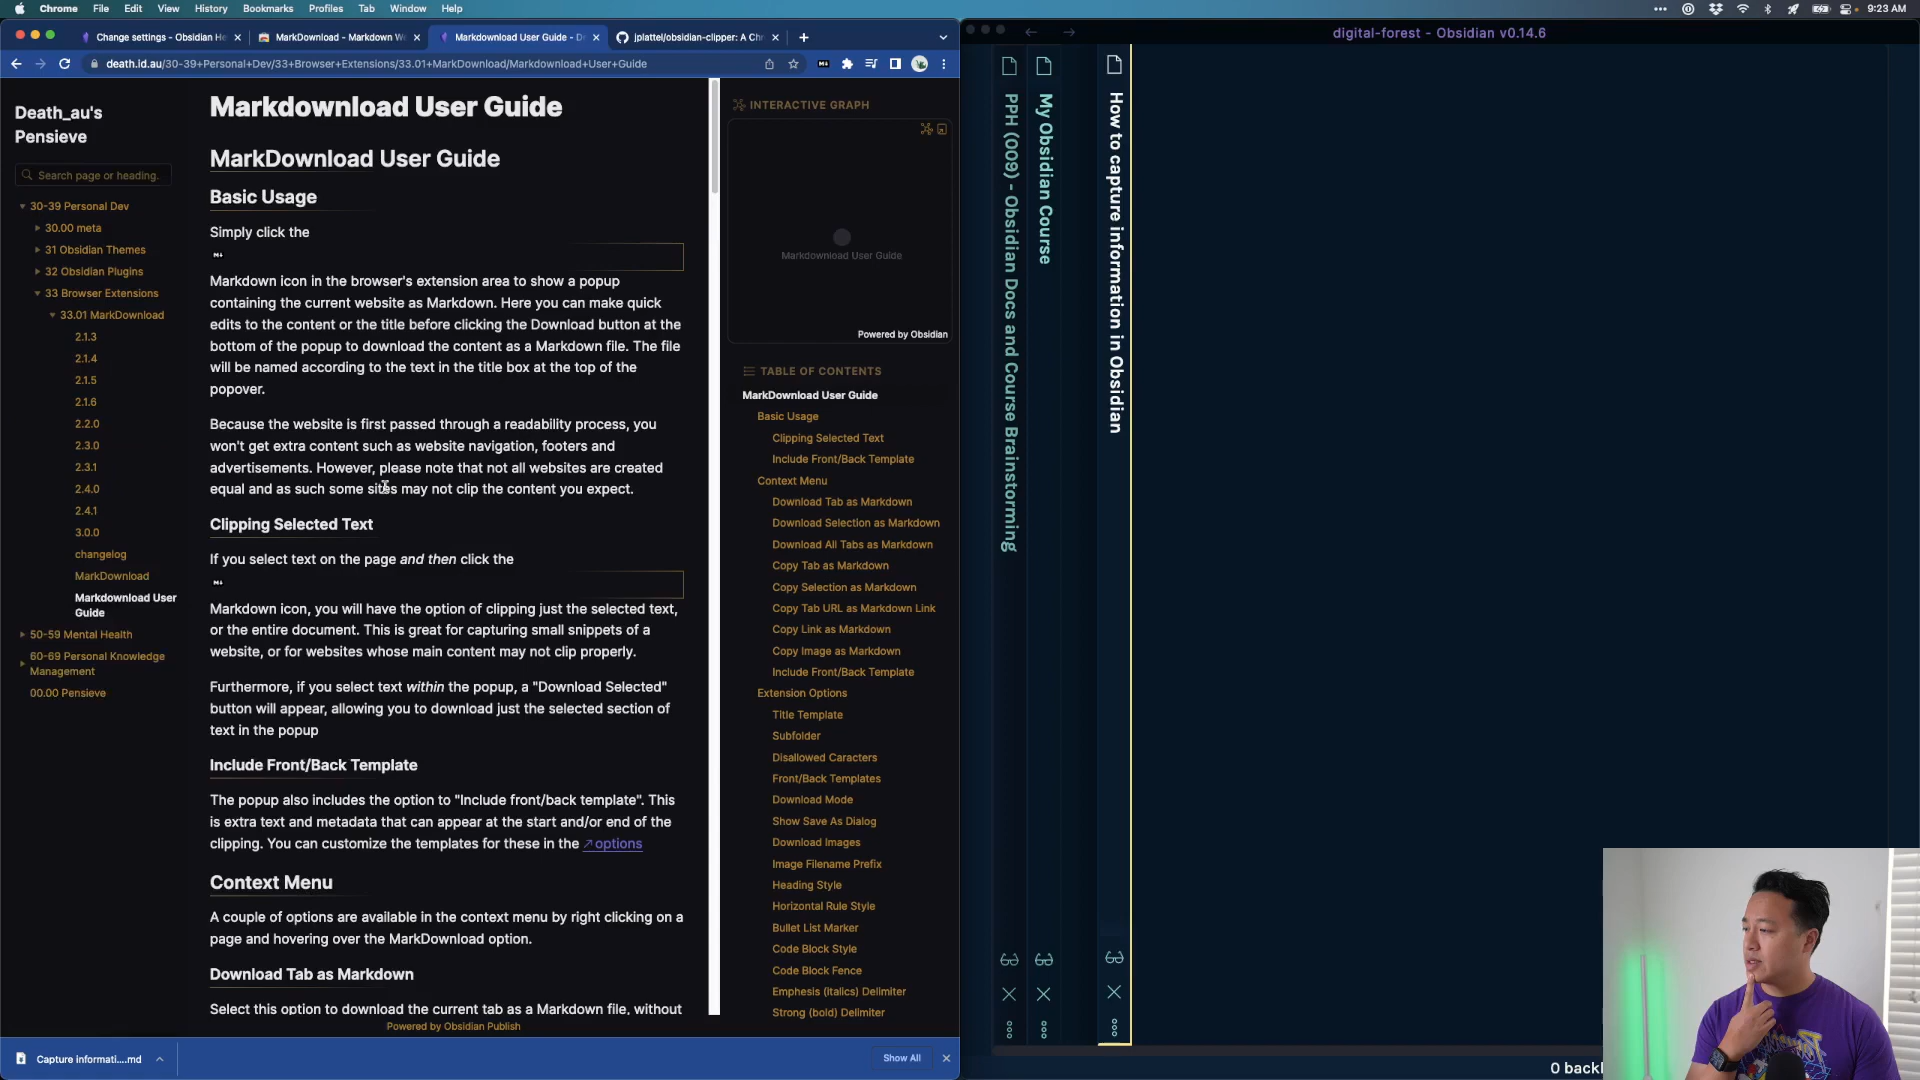 Chrome File Edit View History Bookmarks Profiles Tab Window Help
9:23 AM
Change settings - Obsidian He
MarkDownload - Markdown W
Markdownload User Guide - D
jplattel/obsidian-clipper: A Chr
death.id.au/30-39+Personal+Dev/33+Browser+Extensions/33.01+MarkDownload/Markdownload+User+Guide
Death_au's
Pensieve
Search page or heading.
30-39 Personal Dev
30.00 meta
31 Obsidian Themes
32 Obsidian Plugins
33 Browser Extensions
33.01 MarkDownload
2.1.3
2.1.4
2.1.5
2.1.6
2.2.0
2.3.0
2.3.1
2.4.0
2.4.1
3.0.0
changelog
MarkDownload
Markdownload User
Guide
50-59 Mental Health
60-69 Personal Knowledge
Management
00.00 Pensieve
Markdownload User Guide
MarkDownload User Guide
Basic Usage
Simply click the
M↓
Markdown icon in the browser's extension area to show a popup
containing the current website as Markdown. Here you can make quick
edits to the content or the title before clicking the Download button at the
bottom of the popup to download the content as a Markdown file. The file
will be named according to the text in the title box at the top of the
popover.
Because the website is first passed through a readability process, you
won't get extra content such as website navigation, footers and
advertisements. However, please note that not all websites are created
equal and as such some sites may not clip the content you expect.
Clipping Selected Text
If you select text on the page and then click the
M↓
Markdown icon, you will have the option of clipping just the selected text,
or the entire document. This is great for capturing small snippets of a
website, or for websites whose main content may not clip properly.
Furthermore, if you select text within the popup, a "Download Selected"
button will appear, allowing you to download just the selected section of
text in the popup
Include Front/Back Template
The popup also includes the option to "Include front/back template". This
is extra text and metadata that can appear at the start and/or end of the
clipping. You can customize the templates for these in the ↗options
Context Menu
A couple of options are available in the context menu by right clicking on a
page and hovering over the MarkDownload option.
Download Tab as Markdown
Select this option to download the current tab as a Markdown file, without
Powered by Obsidian Publish
INTERACTIVE GRAPH
Markdownload User Guide
Powered by Obsidian
TABLE OF CONTENTS
MarkDownload User Guide
Basic Usage
Clipping Selected Text
Include Front/Back Template
Context Menu
Download Tab as Markdown
Download Selection as Markdown
Download All Tabs as Markdown
Copy Tab as Markdown
Copy Selection as Markdown
Copy Tab URL as Markdown Link
Copy Link as Markdown
Copy Image as Markdown
Include Front/Back Template
Extension Options
Title Template
Subfolder
Disallowed Caracters
Front/Back Templates
Download Mode
Show Save As Dialog
Download Images
Image Filename Prefix
Heading Style
Horizontal Rule Style
Bullet List Marker
Code Block Style
Code Block Fence
Emphesis (italics) Delimiter
Strong (bold) Delimiter
Capture informati....md
Show All
digital-forest - Obsidian v0.14.6
PPH (009) - Obsidian Docs and Course Brainstorming
My Obsidian Course
How to capture information in Obsidian
0 backl